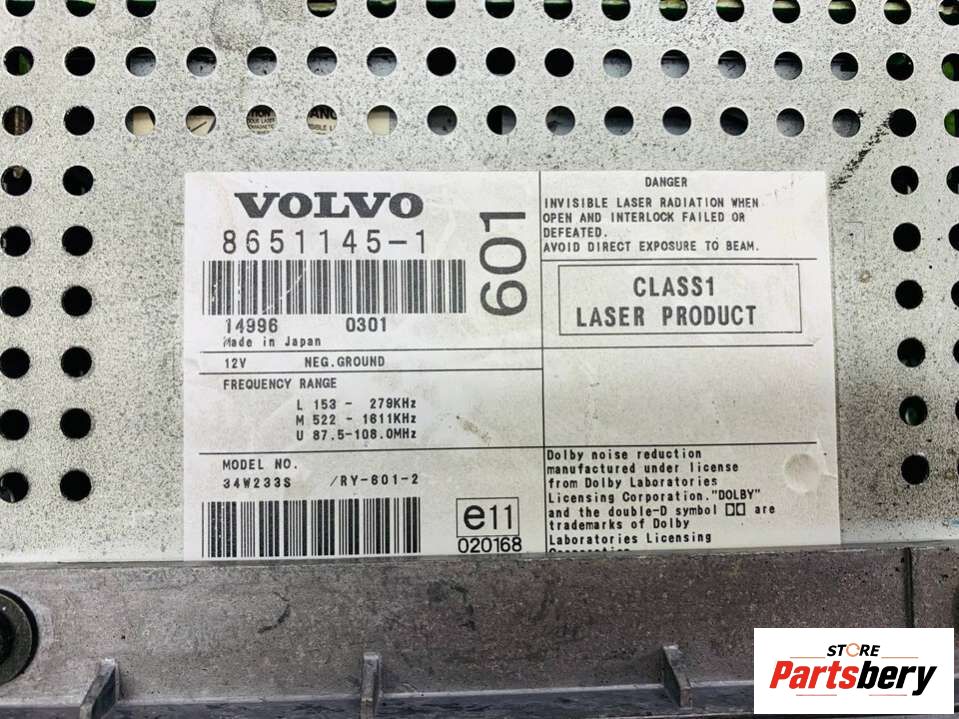 VOLVO
8651145-1
601
14996 0301
Made in Japan
12V NEG.GROUND
FREQUENCY RANGE
L 153 - 279KHz
M 522 - 1611KHz
U 87.5-108.0MHz
MODEL NO.
34W233S /RY-601-2
e11
020168
DANGER
INVISIBLE LASER RADIATION WHEN
OPEN AND INTERLOCK FAILED OR
DEFEATED.
AVOID DIRECT EXPOSURE TO BEAM.
CLASS1
LASER PRODUCT
Dolby noise reduction
manufactured under license
from Dolby Laboratories
Licensing Corporation."DOLBY"
and the double-D symbol are
trademarks of Dolby
Laboratories Licensing
STORE
Partsbery